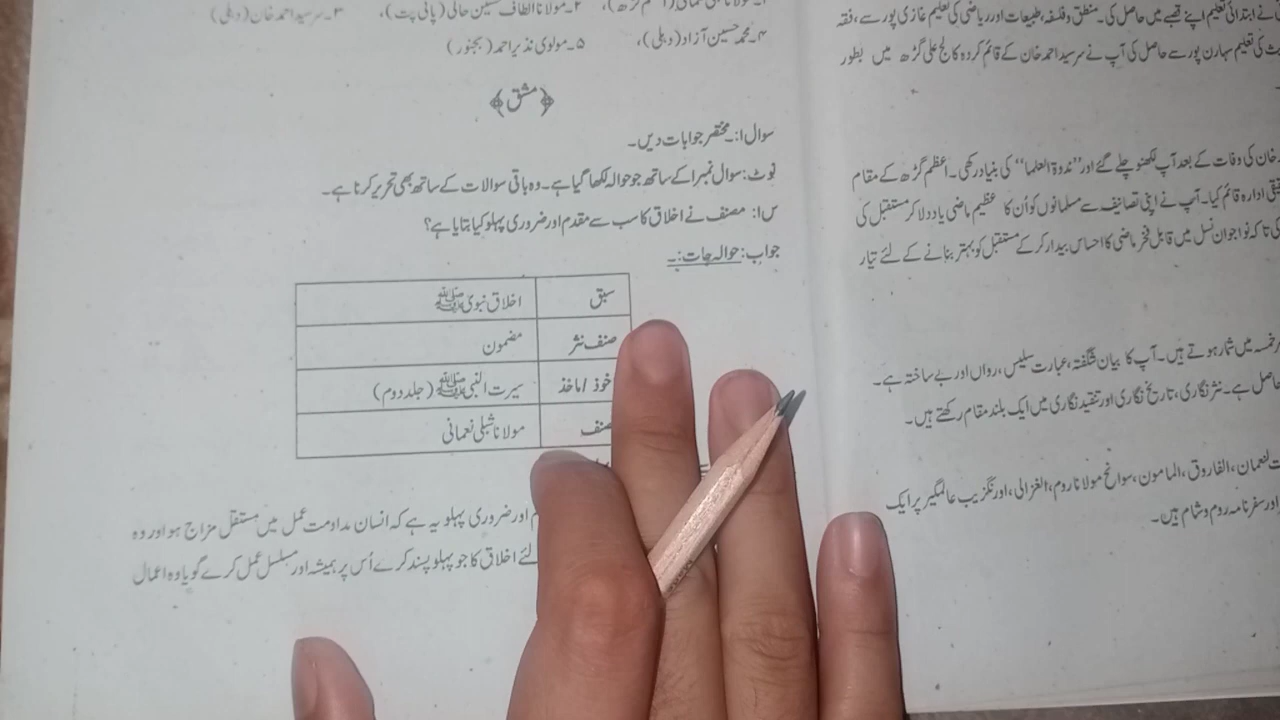 نے ابتدائی تعلیم اپنے قصبے میں حاصل کی۔ منطق و فلسفہ، طبیعات اور ریاضی کی تعلیم غازی پور سے، فقہ
کی تعلیم سہارن پور سے حاصل کی آپ نے سرسید احمد خان کے قائم کردہ کالج علی گڑھ میں بطور
خان کی وفات کے بعد آپ لکھنو چلے گئے اور ”ندوۃ العلما“ کی بنیاد رکھی۔ اعظم گڑھ کے مقام
ادارہ قائم کیا۔ آپ نے اپنی تصانیف سے مسلمانوں کو اُن کا عظیم ماضی یاد دلا کر مستقبل کی
تاکہ نوجوان نسل میں قابل فخر ماضی کا احساس بیدار کر کے مستقبل کو بہتر بنانے کے لئے تیار
خمسہ میں شمار ہوتے ہیں۔ آپ کا بیان شگفتہ، عبارت سلیس، رواں اور بے ساختہ ہے۔
حاصل ہے۔ نثر نگاری، تاریخ نگاری اور تنقید نگاری میں ایک بلند مقام رکھتے ہیں۔
النعمان، الفاروق، المامون، سوانح مولانا روم، الغزالی، اورنگزیب عالمگیر پر ایک
اور سفرنامہ روم و شام ہیں۔
۲۔ مولانا الطاف حسین حالی (پانی پت)، ۳۔ سرسید احمد خان (دہلی)
۴۔ محمد حسین آزاد (دہلی)، ۵۔ مولوی نذیر احمد (بجنور)
﴿مشق﴾
سوال ۱: مختصر جوابات دیں۔
نوٹ: سوال نمبر ۱ کے ساتھ جو حوالہ لکھا گیا ہے۔ وہ باقی سوالات کے ساتھ بھی تحریر کرنا ہے۔
س۱: مصنف نے اخلاق کا سب سے مقدم اور ضروری پہلو کیا بتایا ہے؟
جواب: حوالہ جات:۔
سبق اخلاق نبوی ﷺ
صنف نثر مضمون
اخوذ / ماخذ سیرت النبی ﷺ (جلد دوم)
مولانا شبلی نعمانی
اور ضروری پہلو یہ ہے کہ انسان مداومت عمل میں مستقل مزاج ہو اور وہ
لئے اخلاق کا جو پہلو پسند کرے اُس پر ہمیشہ اور مسلسل عمل کرے گویا وہ اعمال